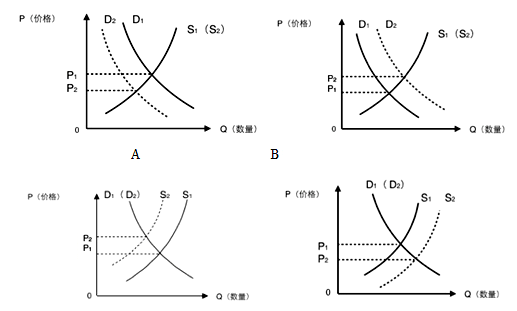 P（价格）
D₂ D₁
S₁（S₂）
P₁
P₂
0
Q（数量）
A
P（价格）
D₁ D₂
S₁（S₂）
P₂
P₁
0
Q（数量）
B
P（价格）
D₁（D₂） S₂ S₁
P₂
P₁
0
Q（数量）
P（价格）
D₁（D₂）
S₁ S₂
P₁
P₂
0
Q（数量）